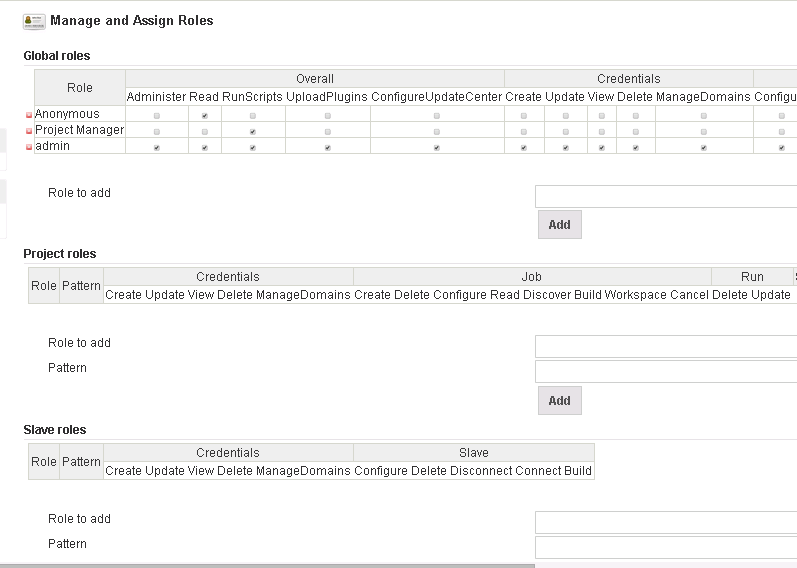 Manage and Assign Roles
Global roles
Role Overall Credentials
Administer Read RunScripts UploadPlugins ConfigureUpdateCenter Create Update View Delete ManageDomains Configu
Anonymous
Project Manager
admin
Role to add
Add
Project roles
Role Pattern Credentials Job Run S
Create Update View Delete ManageDomains Create Delete Configure Read Discover Build Workspace Cancel Delete Update
Role to add
Pattern
Add
Slave roles
Role Pattern Credentials Slave
Create Update View Delete ManageDomains Configure Delete Disconnect Connect Build
Role to add
Pattern